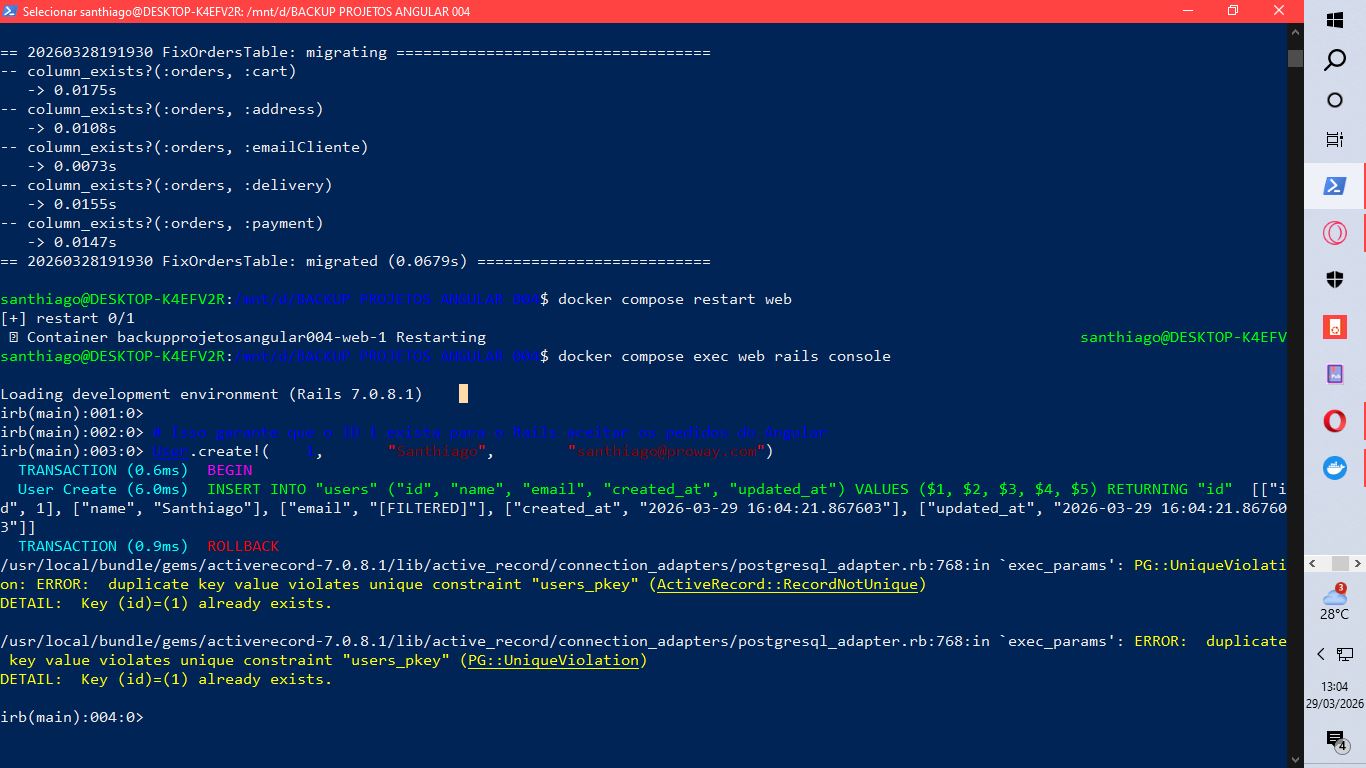 Selecionar santhiago@DESKTOP-K4EFV2R: /mnt/d/BACKUP PROJETOS ANGULAR 004
== 20260328191930 FixOrdersTable: migrating ===================================
-- column_exists?(:orders, :cart)
   -> 0.0175s
-- column_exists?(:orders, :address)
   -> 0.0108s
-- column_exists?(:orders, :emailCliente)
   -> 0.0073s
-- column_exists?(:orders, :delivery)
   -> 0.0155s
-- column_exists?(:orders, :payment)
   -> 0.0147s
== 20260328191930 FixOrdersTable: migrated (0.0679s) ==========================
santhiago@DESKTOP-K4EFV2R:/mnt/d/BACKUP PROJETOS ANGULAR 004$ docker compose restart web
[+] restart 0/1
Container backupprojetosangular004-web-1 Restarting santhiago@DESKTOP-K4EFV
santhiago@DESKTOP-K4EFV2R:/mnt/d/BACKUP PROJETOS ANGULAR 004$ docker compose exec web rails console
Loading development environment (Rails 7.0.8.1)
irb(main):001:0>
irb(main):002:0> # Isso garante que o ID 1 exista para o Rails aceitar os pedidos do Angular
irb(main):003:0> User.create!( 1, "Santhiago", "santhiago@proway.com")
  TRANSACTION (0.6ms)  BEGIN
  User Create (6.0ms)  INSERT INTO "users" ("id", "name", "email", "created_at", "updated_at") VALUES ($1, $2, $3, $4, $5) RETURNING "id"  [["i
d", 1], ["name", "Santhiago"], ["email", "[FILTERED]"], ["created_at", "2026-03-29 16:04:21.867603"], ["updated_at", "2026-03-29 16:04:21.86760
3"]]
  TRANSACTION (0.9ms)  ROLLBACK
/usr/local/bundle/gems/activerecord-7.0.8.1/lib/active_record/connection_adapters/postgresql_adapter.rb:768:in `exec_params': PG::UniqueViolati
on: ERROR:  duplicate key value violates unique constraint "users_pkey" (ActiveRecord::RecordNotUnique)
DETAIL:  Key (id)=(1) already exists.
/usr/local/bundle/gems/activerecord-7.0.8.1/lib/active_record/connection_adapters/postgresql_adapter.rb:768:in `exec_params': ERROR:  duplicate
 key value violates unique constraint "users_pkey" (PG::UniqueViolation)
DETAIL:  Key (id)=(1) already exists.
irb(main):004:0>
3
28°C
13:04
29/03/2026
4